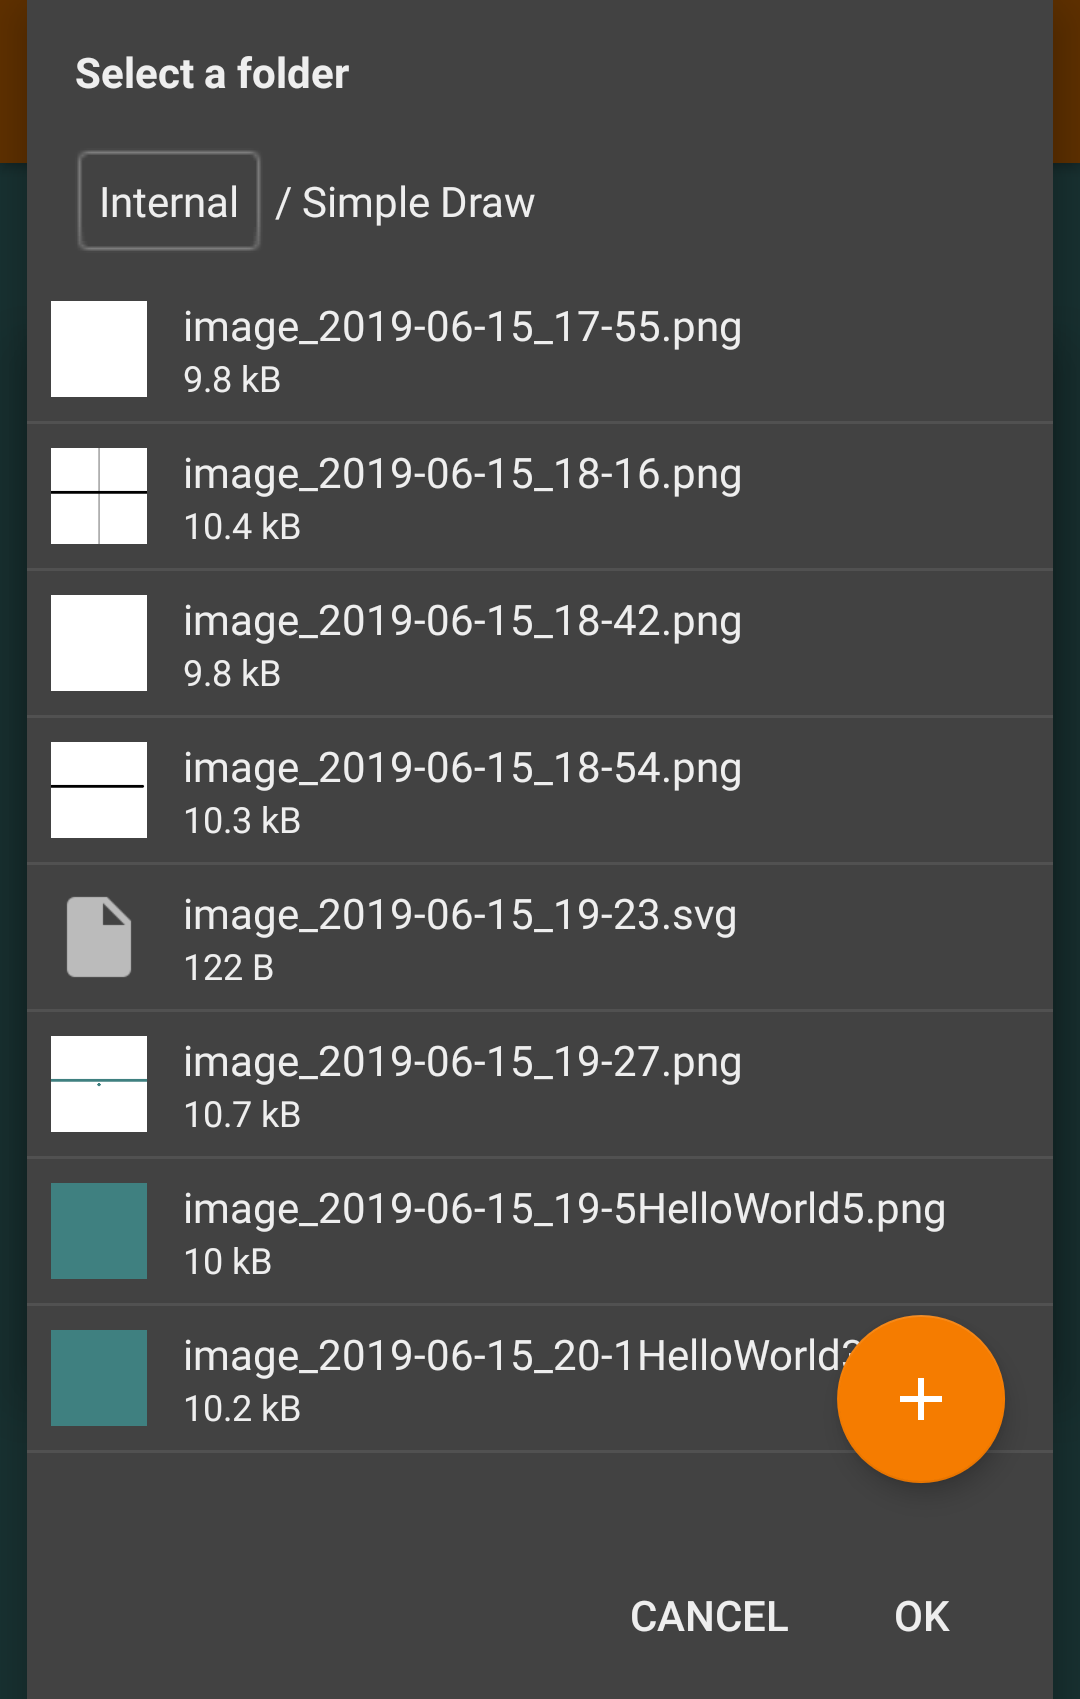 Select a folder
Internal / Simple Draw
image_2019-06-15_17-55.png
9.8 kB
image_2019-06-15_18-16.png
10.4 kB
image_2019-06-15_18-42.png
9.8 kB
image_2019-06-15_18-54.png
10.3 kB
image_2019-06-15_19-23.svg
122 B
image_2019-06-15_19-27.png
10.7 kB
image_2019-06-15_19-5HelloWorld5.png
10 kB
image_2019-06-15_20-1HelloWorld
10.2 kB
CANCEL OK